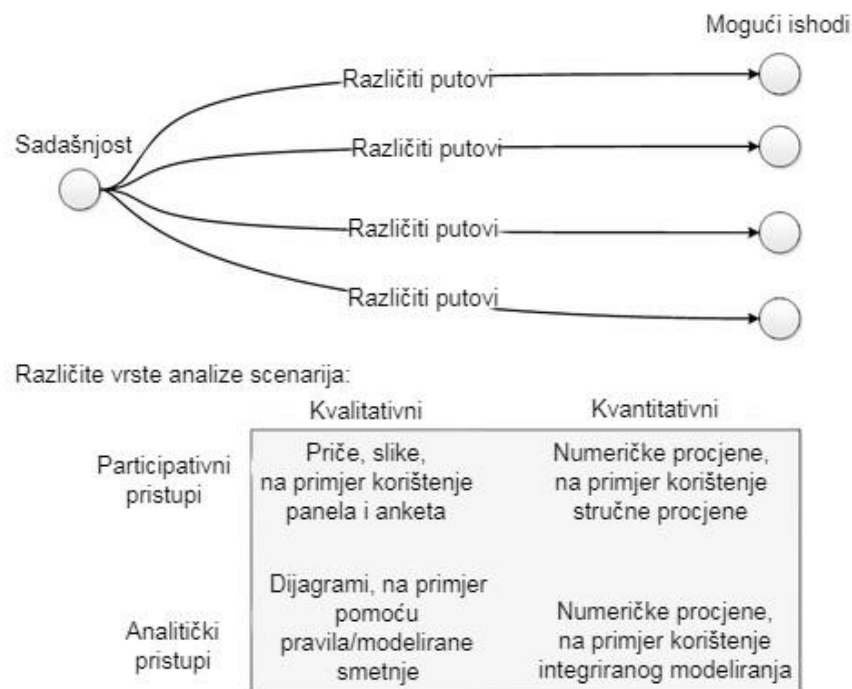 Mogući ishodi
Različiti putovi
Sadašnjost
Različiti putovi
Različiti putovi
Različiti putovi
Različite vrste analize scenarija:
Kvalitativni
Kvantitativni
Participativni
pristupi
Priče, slike,
na primjer korištenje
panela i anketa
Numeričke procjene,
na primjer korištenje
stručne procjene
Analitički
pristupi
Dijagrami, na primjer
pomoću
pravila/modelirane
smetnje
Numeričke procjene,
na primjer korištenje
integriranog modeliranja